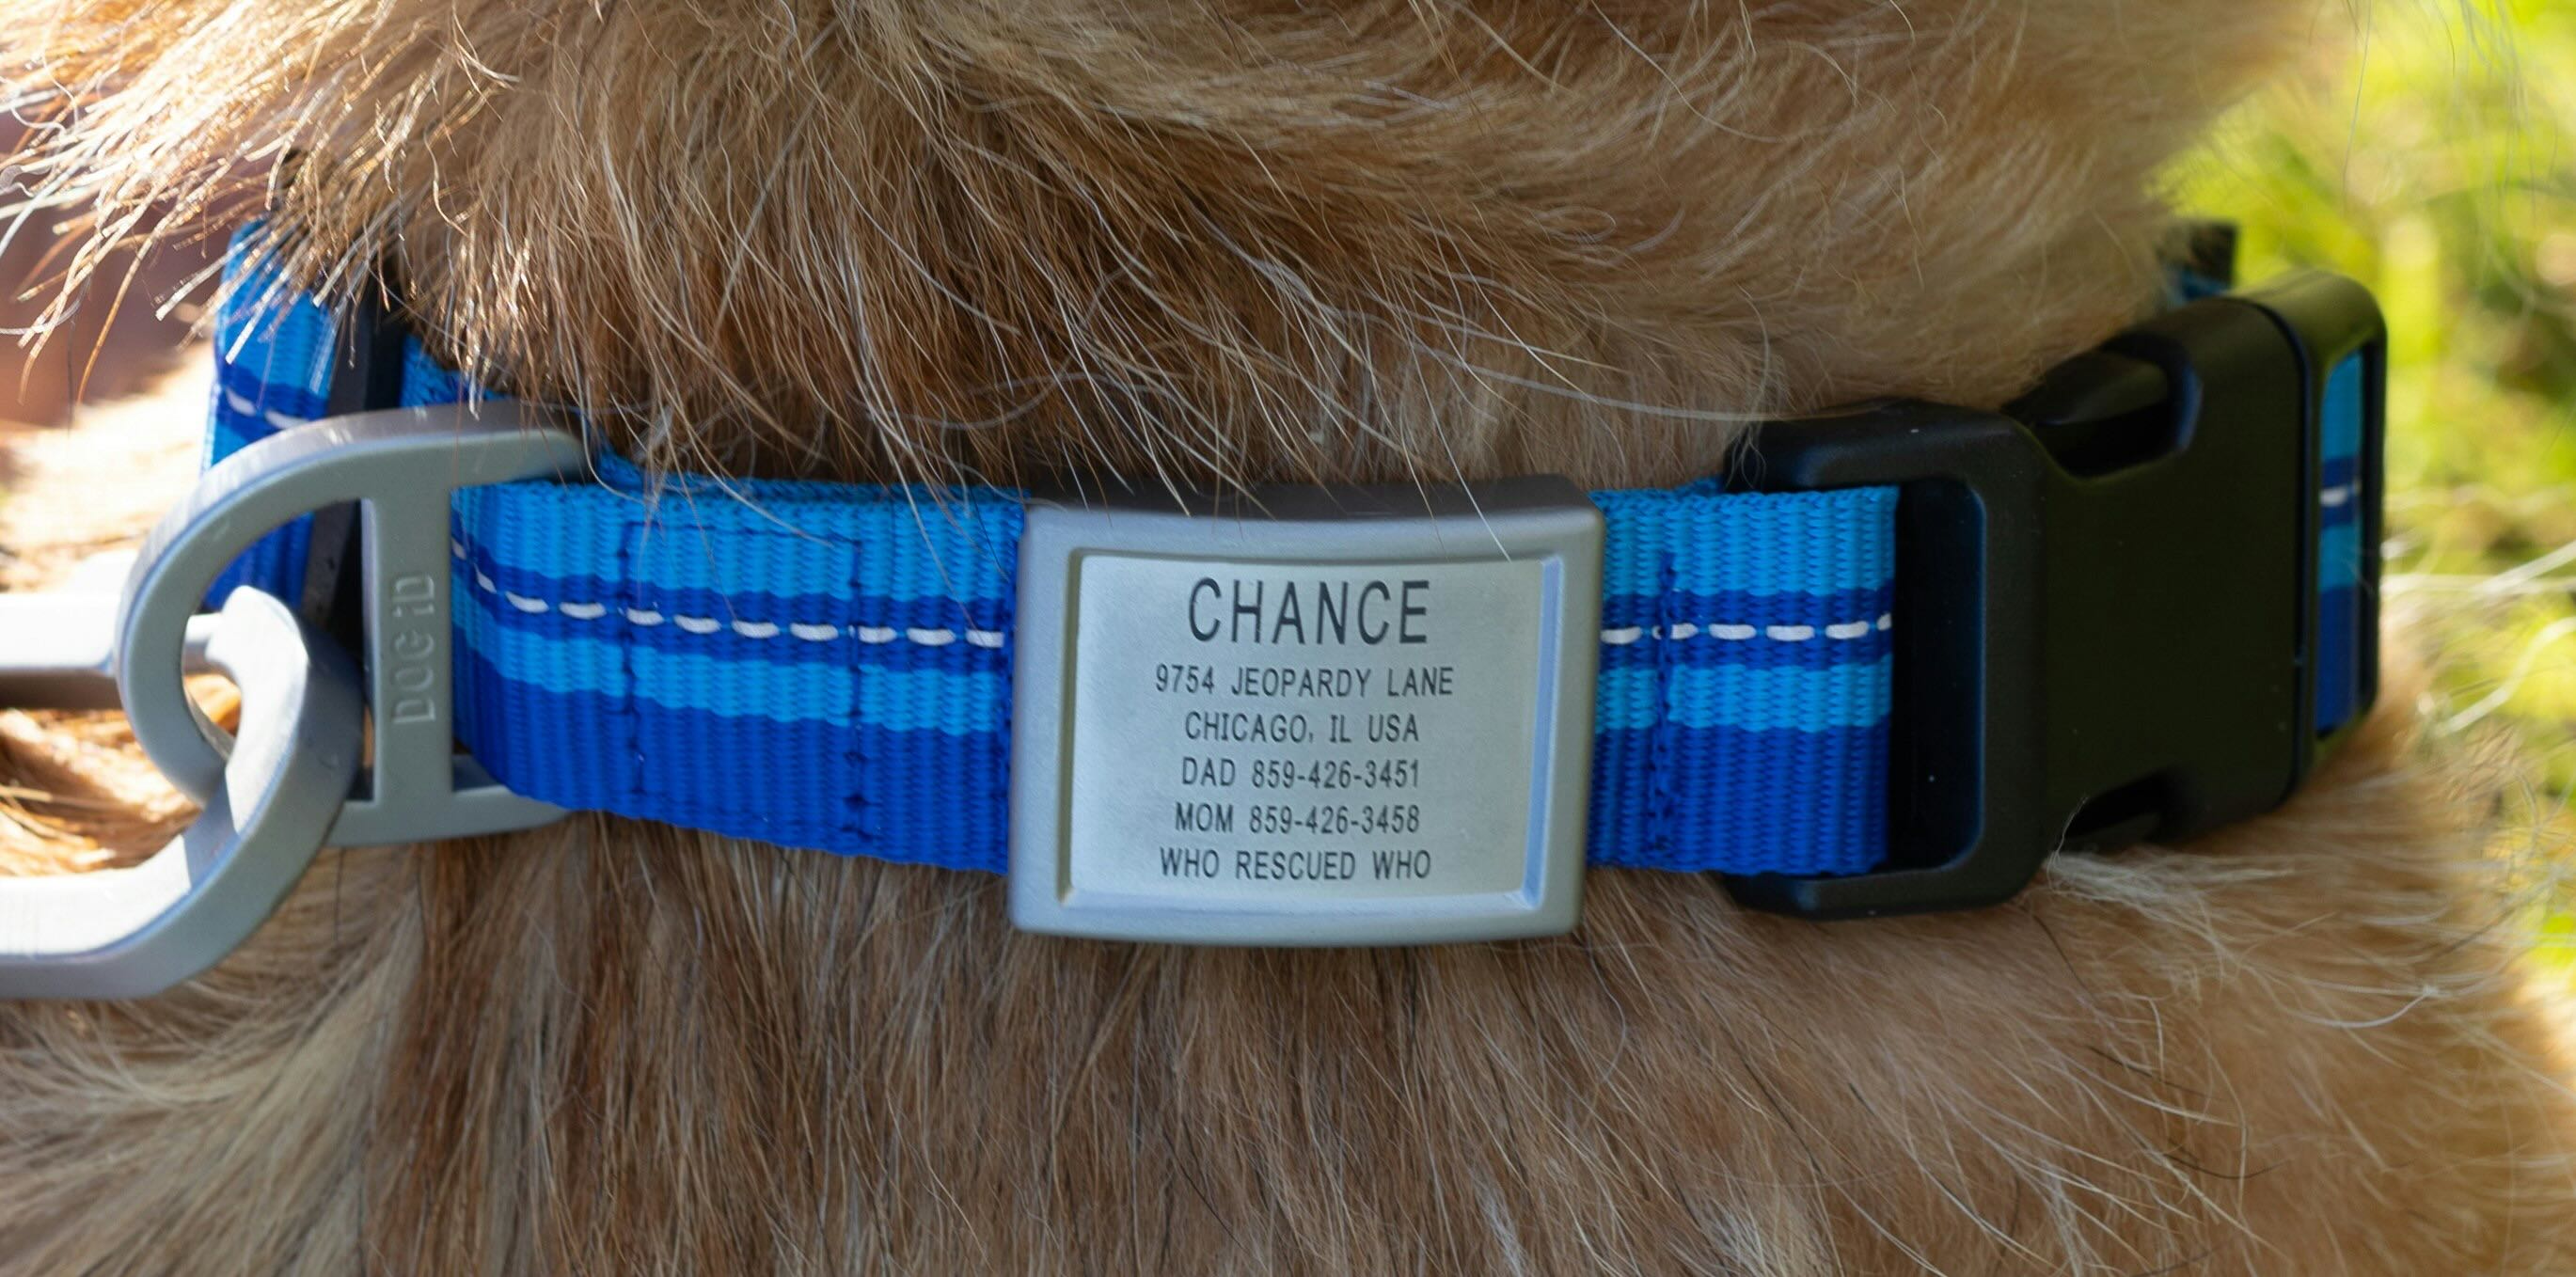 DOG iD
CHANCE
9754 JEOPARDY LANE
CHICAGO, IL USA
DAD 859-426-3451
MOM 859-426-3458
WHO RESCUED WHO